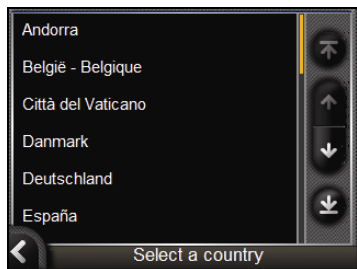 Andorra
België - Belgique
Città del Vaticano
Danmark
Deutschland
España
Select a country